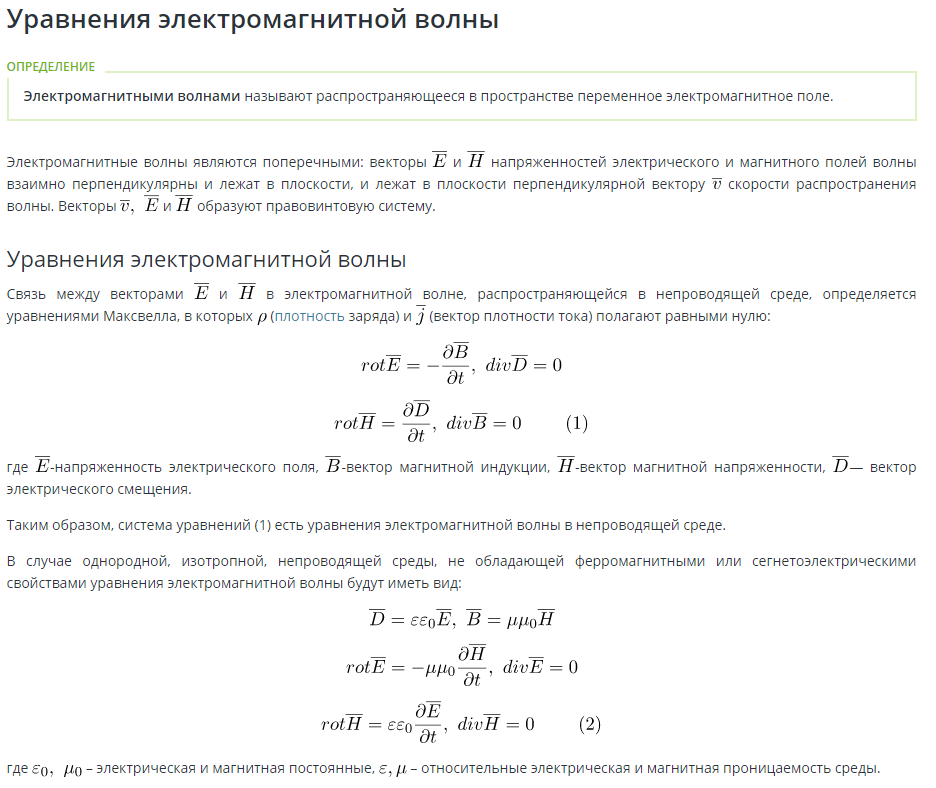 Уравнения электромагнитной волны
ОПРЕДЕЛЕНИЕ
Электромагнитными волнами называют распространяющееся в пространстве переменное электромагнитное поле.
Электромагнитные волны являются поперечными: векторы $\overline{E}$ и $\overline{H}$ напряженностей электрического и магнитного полей волны
взаимно перпендикулярны и лежат в плоскости, и лежат в плоскости перпендикулярной вектору $\overline{v}$ скорости распространения
волны. Векторы $\overline{v},\ \overline{E}$ и $\overline{H}$ образуют правовинтовую систему.
Уравнения электромагнитной волны
Связь между векторами $\overline{E}$ и $\overline{H}$ в электромагнитной волне, распространяющейся в непроводящей среде, определяется
уравнениями Максвелла, в которых $\rho$ (плотность заряда) и $\overline{j}$ (вектор плотности тока) полагают равными нулю:
$rot\overline{E} = -\frac{\partial \overline{B}}{\partial t},\ div\overline{D} = 0$
$rot\overline{H} = \frac{\partial \overline{D}}{\partial t},\ div\overline{B} = 0 \quad (1)$
где $\overline{E}$-напряженность электрического поля, $\overline{B}$-вектор магнитной индукции, $\overline{H}$-вектор магнитной напряженности, $\overline{D}$— вектор
электрического смещения.
Таким образом, система уравнений (1) есть уравнения электромагнитной волны в непроводящей среде.
В случае однородной, изотропной, непроводящей среды, не обладающей ферромагнитными или сегнетоэлектрическими
свойствами уравнения электромагнитной волны будут иметь вид:
$\overline{D} = \varepsilon\varepsilon_0\overline{E},\ \overline{B} = \mu\mu_0\overline{H}$
$rot\overline{E} = -\mu\mu_0\frac{\partial \overline{H}}{\partial t},\ div\overline{E} = 0$
$rot\overline{H} = \varepsilon\varepsilon_0\frac{\partial \overline{E}}{\partial t},\ div\overline{H} = 0 \quad (2)$
где $\varepsilon_0,\ \mu_0$ – электрическая и магнитная постоянные, $\varepsilon, \mu$ – относительные электрическая и магнитная проницаемость среды.